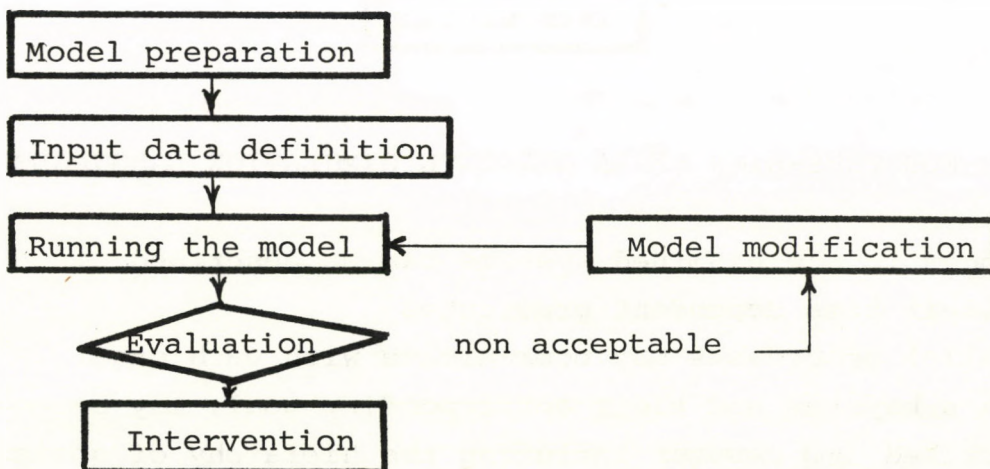 Model preparation
Input data definition
Running the model
Model modification
Evaluation
non acceptable
Intervention